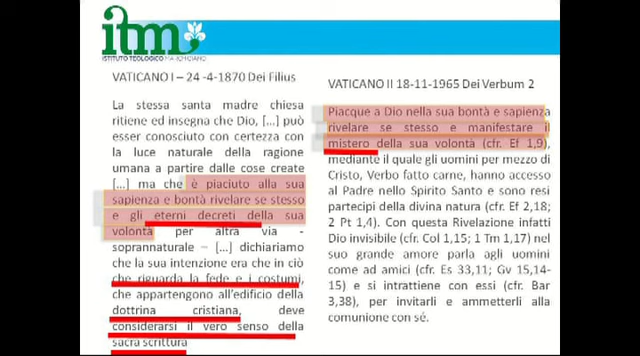 itm
ISTITUTO TEOLOGICO MARCHIGIANO
VATICANO I – 24 -4-1870 Dei Filius
La stessa santa madre chiesa
ritiene ed insegna che Dio, [...] può
esser conosciuto con certezza con
la luce naturale della ragione
umana a partire dalle cose create
[...] ma che è piaciuto alla sua
sapienza e bontà rivelare se stesso
e gli eterni decreti della sua
volontà per altra via -
soprannaturale – [...] dichiariamo
che la sua intenzione era che in ciò
che riguarda la fede e i costumi,
che appartengono all'edificio della
dottrina cristiana, deve
considerarsi il vero senso della
sacra scrittura
VATICANO II 18-11-1965 Dei Verbum 2
Piacque a Dio nella sua bontà e sapienza
rivelare se stesso e manifestare il
mistero della sua volontà (cfr. Ef 1,9),
mediante il quale gli uomini per mezzo di
Cristo, Verbo fatto carne, hanno accesso
al Padre nello Spirito Santo e sono resi
partecipi della divina natura (cfr. Ef 2,18;
2 Pt 1,4). Con questa Rivelazione infatti
Dio invisibile (cfr. Col 1,15; 1 Tm 1,17) nel
suo grande amore parla agli uomini
come ad amici (cfr. Es 33,11; Gv 15,14-
15) e si intrattiene con essi (cfr. Bar
3,38), per invitarli e ammetterli alla
comunione con sé.